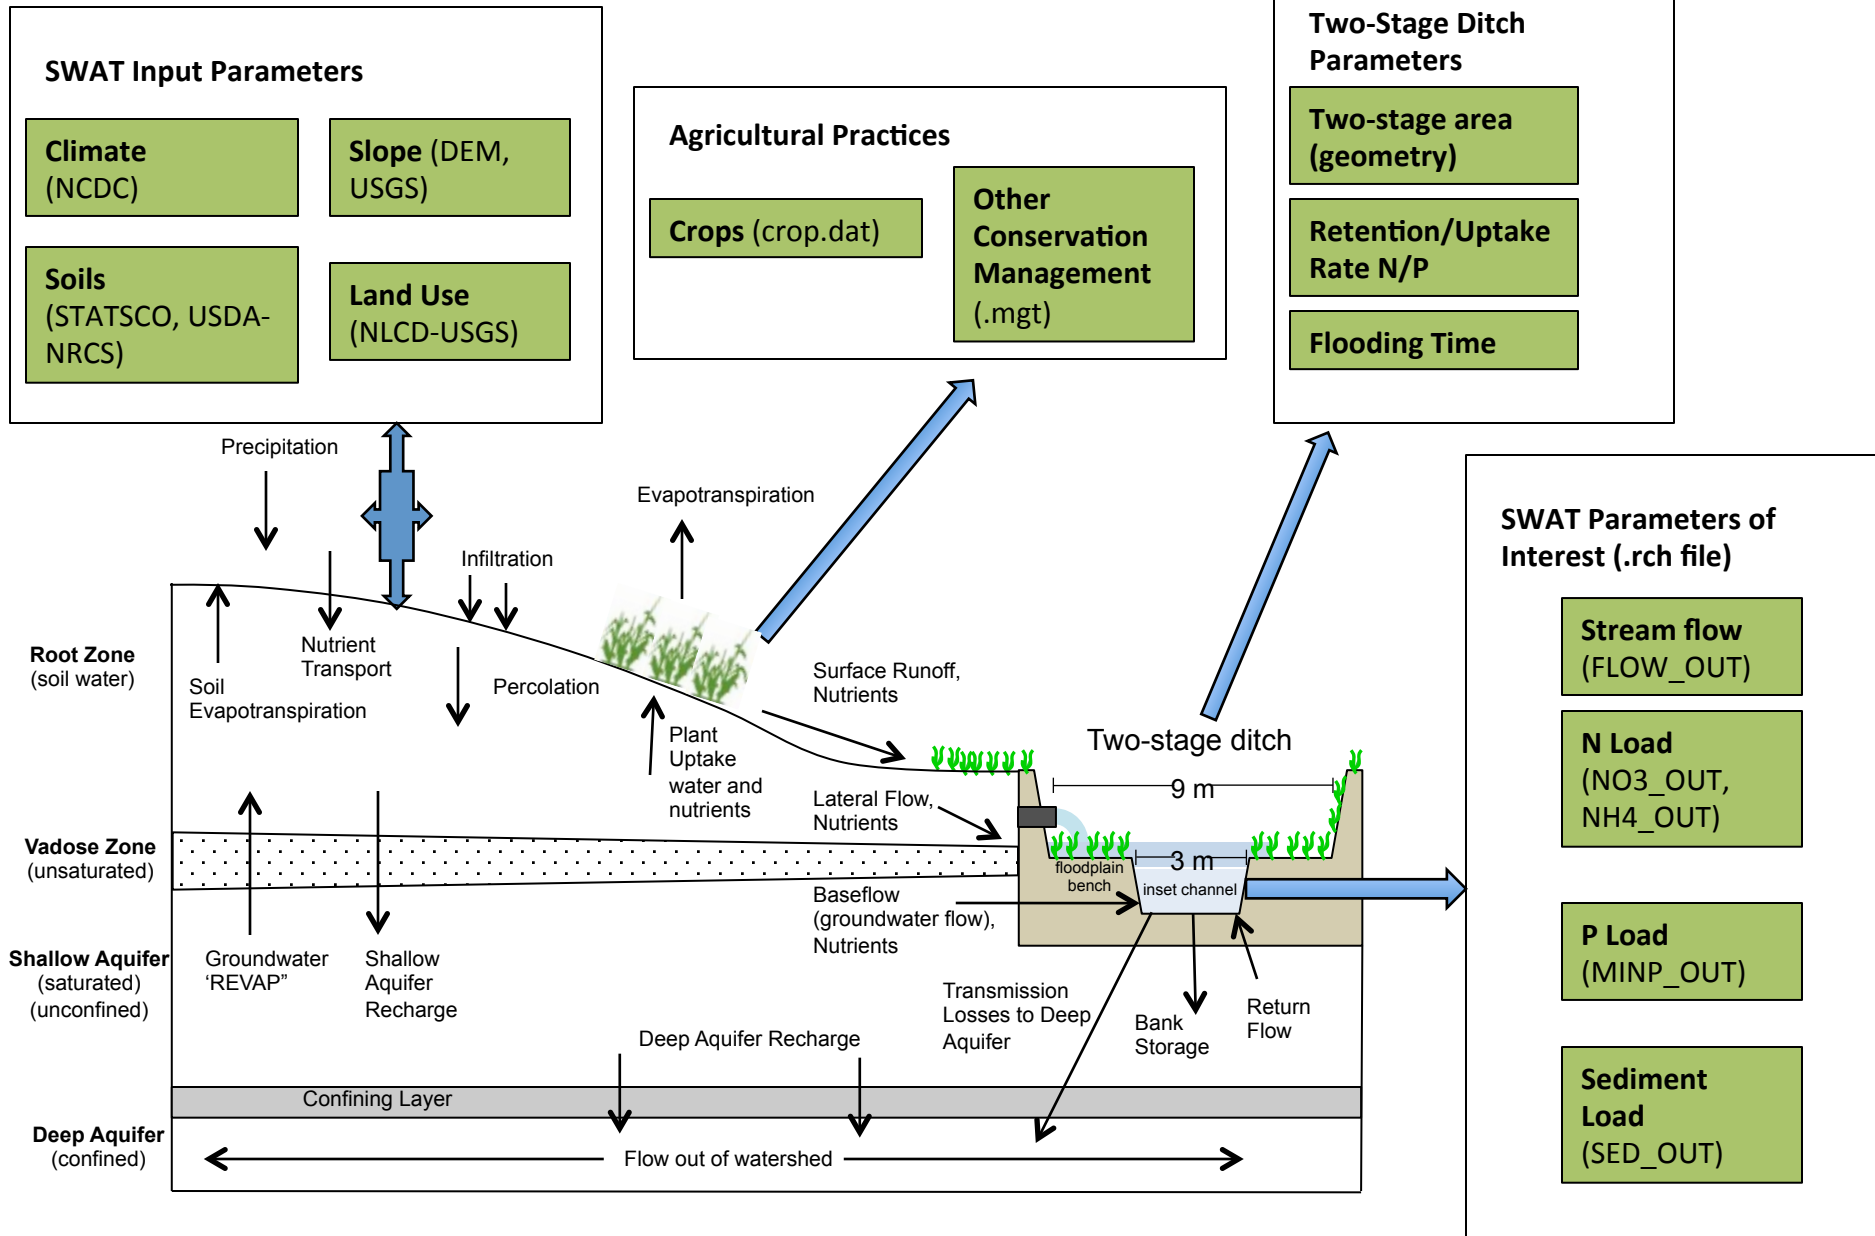 SWAT Input Parameters
Climate
(NCDC)
Slope (DEM,
USGS)
Soils
(STATSCO, USDA-
NRCS)
Land Use
(NLCD-USGS)
Agricultural Practices
Crops (crop.dat)
Other
Conservation
Management
(.mgt)
Two-Stage Ditch
Parameters
Two-stage area
(geometry)
Retention/Uptake
Rate N/P
Flooding Time
SWAT Parameters of
Interest (.rch file)
Stream flow
(FLOW_OUT)
N Load
(NO3_OUT,
NH4_OUT)
P Load
(MINP_OUT)
Sediment
Load
(SED_OUT)
Precipitation
Evapotranspiration
Infiltration
Root Zone
(soil water)
Nutrient
Transport
Soil
Evapotranspiration
Percolation
Plant
Uptake
water and
nutrients
Surface Runoff,
Nutrients
Two-stage ditch
9 m
Lateral Flow,
Nutrients
3 m
floodplain
bench
inset channel
Vadose Zone
(unsaturated)
Baseflow
(groundwater flow),
Nutrients
Shallow Aquifer
(saturated)
(unconfined)
Groundwater
‘REVAP”
Shallow
Aquifer
Recharge
Transmission
Losses to Deep
Aquifer
Bank
Storage
Return
Flow
Deep Aquifer Recharge
Confining Layer
Deep Aquifer
(confined)
Flow out of watershed